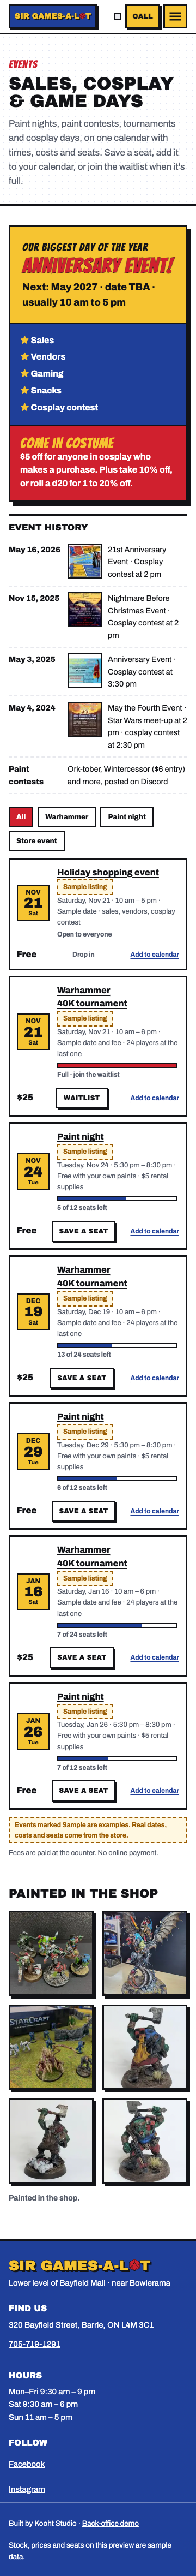 SIR GAMES-A-LOT
CALL
EVENTS
SALES, COSPLAY
& GAME DAYS
Paint nights, paint contests, tournaments
and cosplay days, on one calendar with
times, costs and seats. Save a seat, add it
to your calendar, or join the waitlist if it's
full.
OUR BIGGEST DAY OF THE YEAR
ANNIVERSARY EVENT!
Next: May 2027 · date TBA ·
usually 10 am to 5 pm
Sales
Vendors
Gaming
Snacks
Cosplay contest
COME IN COSTUME
$5 off for anyone in cosplay who
makes a purchase. Plus take 10% off,
or roll a d20 for 1 to 20% off.
EVENT HISTORY
May 16, 2026
21st Anniversary
Event · Cosplay
contest at 2 pm
Nov 15, 2025
Nightmare Before
Christmas Event ·
Cosplay contest at 2
pm
May 3, 2025
Anniversary Event ·
Cosplay contest at
3:30 pm
May 4, 2024
May the Fourth Event ·
Star Wars meet-up at 2
pm · cosplay contest
at 2:30 pm
Paint
contests
Ork-tober, Wintercessor ($6 entry)
and more, posted on Discord
All
Warhammer
Paint night
Store event
NOV
21
Sat
Holiday shopping event
Sample listing
Saturday, Nov 21 · 10 am – 5 pm ·
Sample date · sales, vendors, cosplay
contest
Open to everyone
Free
Drop in
Add to calendar
NOV
21
Sat
Warhammer
40K tournament
Sample listing
Saturday, Nov 21 · 10 am – 6 pm ·
Sample date and fee · 24 players at the
last one
Full · join the waitlist
$25
WAITLIST
Add to calendar
NOV
24
Tue
Paint night
Sample listing
Tuesday, Nov 24 · 5:30 pm – 8:30 pm ·
Free with your own paints · $5 rental
supplies
5 of 12 seats left
Free
SAVE A SEAT
Add to calendar
DEC
19
Sat
Warhammer
40K tournament
Sample listing
Saturday, Dec 19 · 10 am – 6 pm ·
Sample date and fee · 24 players at the
last one
13 of 24 seats left
$25
SAVE A SEAT
Add to calendar
DEC
29
Tue
Paint night
Sample listing
Tuesday, Dec 29 · 5:30 pm – 8:30 pm ·
Free with your own paints · $5 rental
supplies
6 of 12 seats left
Free
SAVE A SEAT
Add to calendar
JAN
16
Sat
Warhammer
40K tournament
Sample listing
Saturday, Jan 16 · 10 am – 6 pm ·
Sample date and fee · 24 players at the
last one
7 of 24 seats left
$25
SAVE A SEAT
Add to calendar
JAN
26
Tue
Paint night
Sample listing
Tuesday, Jan 26 · 5:30 pm – 8:30 pm ·
Free with your own paints · $5 rental
supplies
7 of 12 seats left
Free
SAVE A SEAT
Add to calendar
Events marked Sample are examples. Real dates,
costs and seats come from the store.
Fees are paid at the counter. No online payment.
PAINTED IN THE SHOP
STARCRAFT
Painted in the shop.
SIR GAMES-A-LOT
Lower level of Bayfield Mall · near Bowlerama
FIND US
320 Bayfield Street, Barrie, ON L4M 3C1
705-719-1291
HOURS
Mon–Fri 9:30 am – 9 pm
Sat 9:30 am – 6 pm
Sun 11 am – 5 pm
FOLLOW
Facebook
Instagram
Built by Kooht Studio · Back-office demo
Stock, prices and seats on this preview are sample
data.